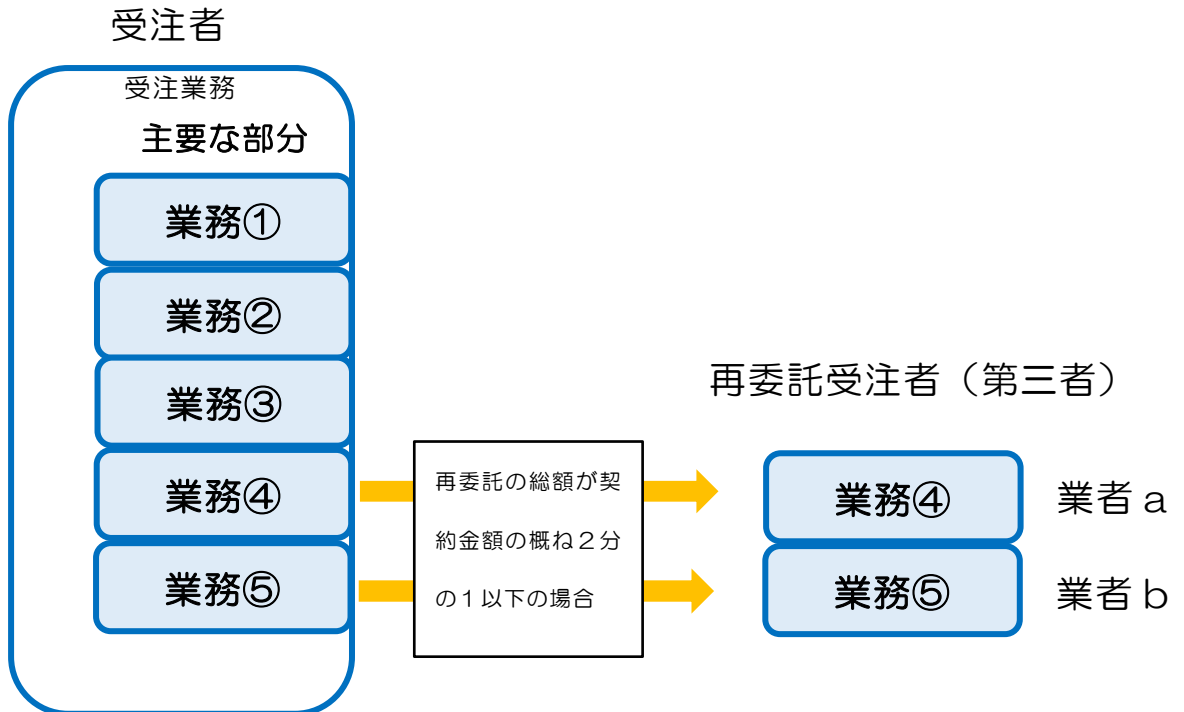 受注者
受注業務
主要な部分
業務①
業務②
業務③
業務④
業務⑤
再委託の総額が契
約金額の概ね２分
の１以下の場合
再委託受注者（第三者）
業務④
業者ａ
業務⑤
業者ｂ